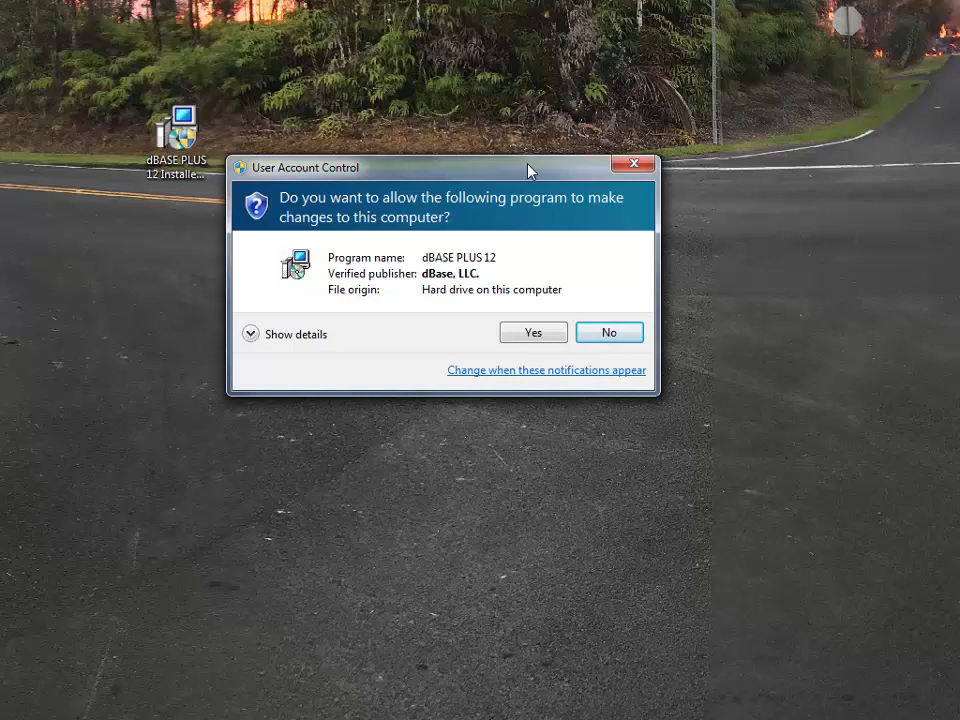 dBASE PLUS
12 Installe...
User Account Control
Do you want to allow the following program to make
changes to this computer?
Program name: dBASE PLUS 12
Verified publisher: dBase, LLC.
File origin: Hard drive on this computer
Show details
Yes
No
Change when these notifications appear